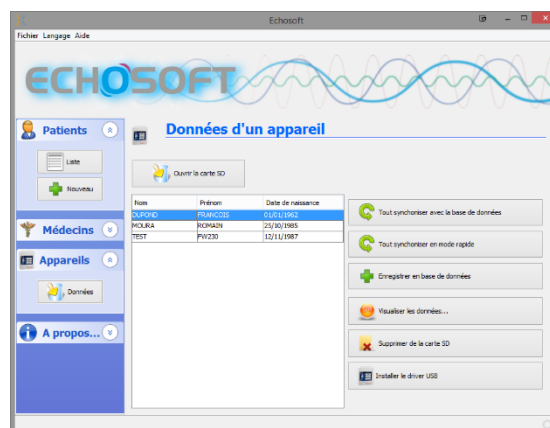 Echosoft
Fichier Langage Aide
ECHOSOFT
Patients
Liste
Nouveau
Médecins
Appareils
Données
A propos...
Données d'un appareil
Ouvrir la carte SD
Nom Prénom Date de naissance
DUPOND FRANCOIS 01/01/1962
MOURA ROMAIN 25/10/1985
TEST FW230 12/11/1987
Tout synchoniser avec la base de données
Tout synchoniser en mode rapide
Enregistrer en base de données
Visualiser les données...
Supprimer de la carte SD
Installer le driver USB